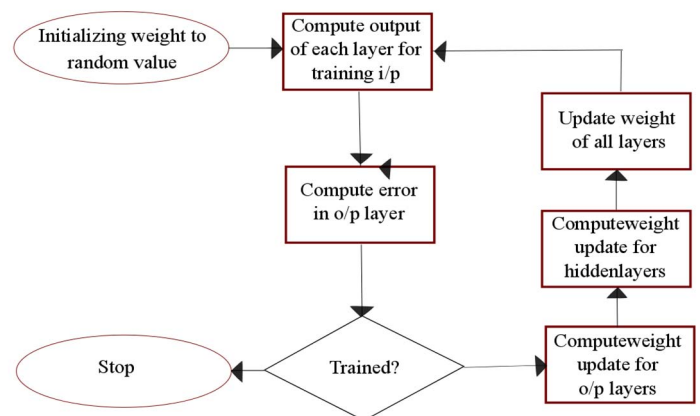 Initializing weight to
random value
Compute output
of each layer for
training i/p
Update weight
of all layers
Compute error
in o/p layer
Computeweight
update for
hiddenlayers
Stop
Trained?
Computeweight
update for
o/p layers